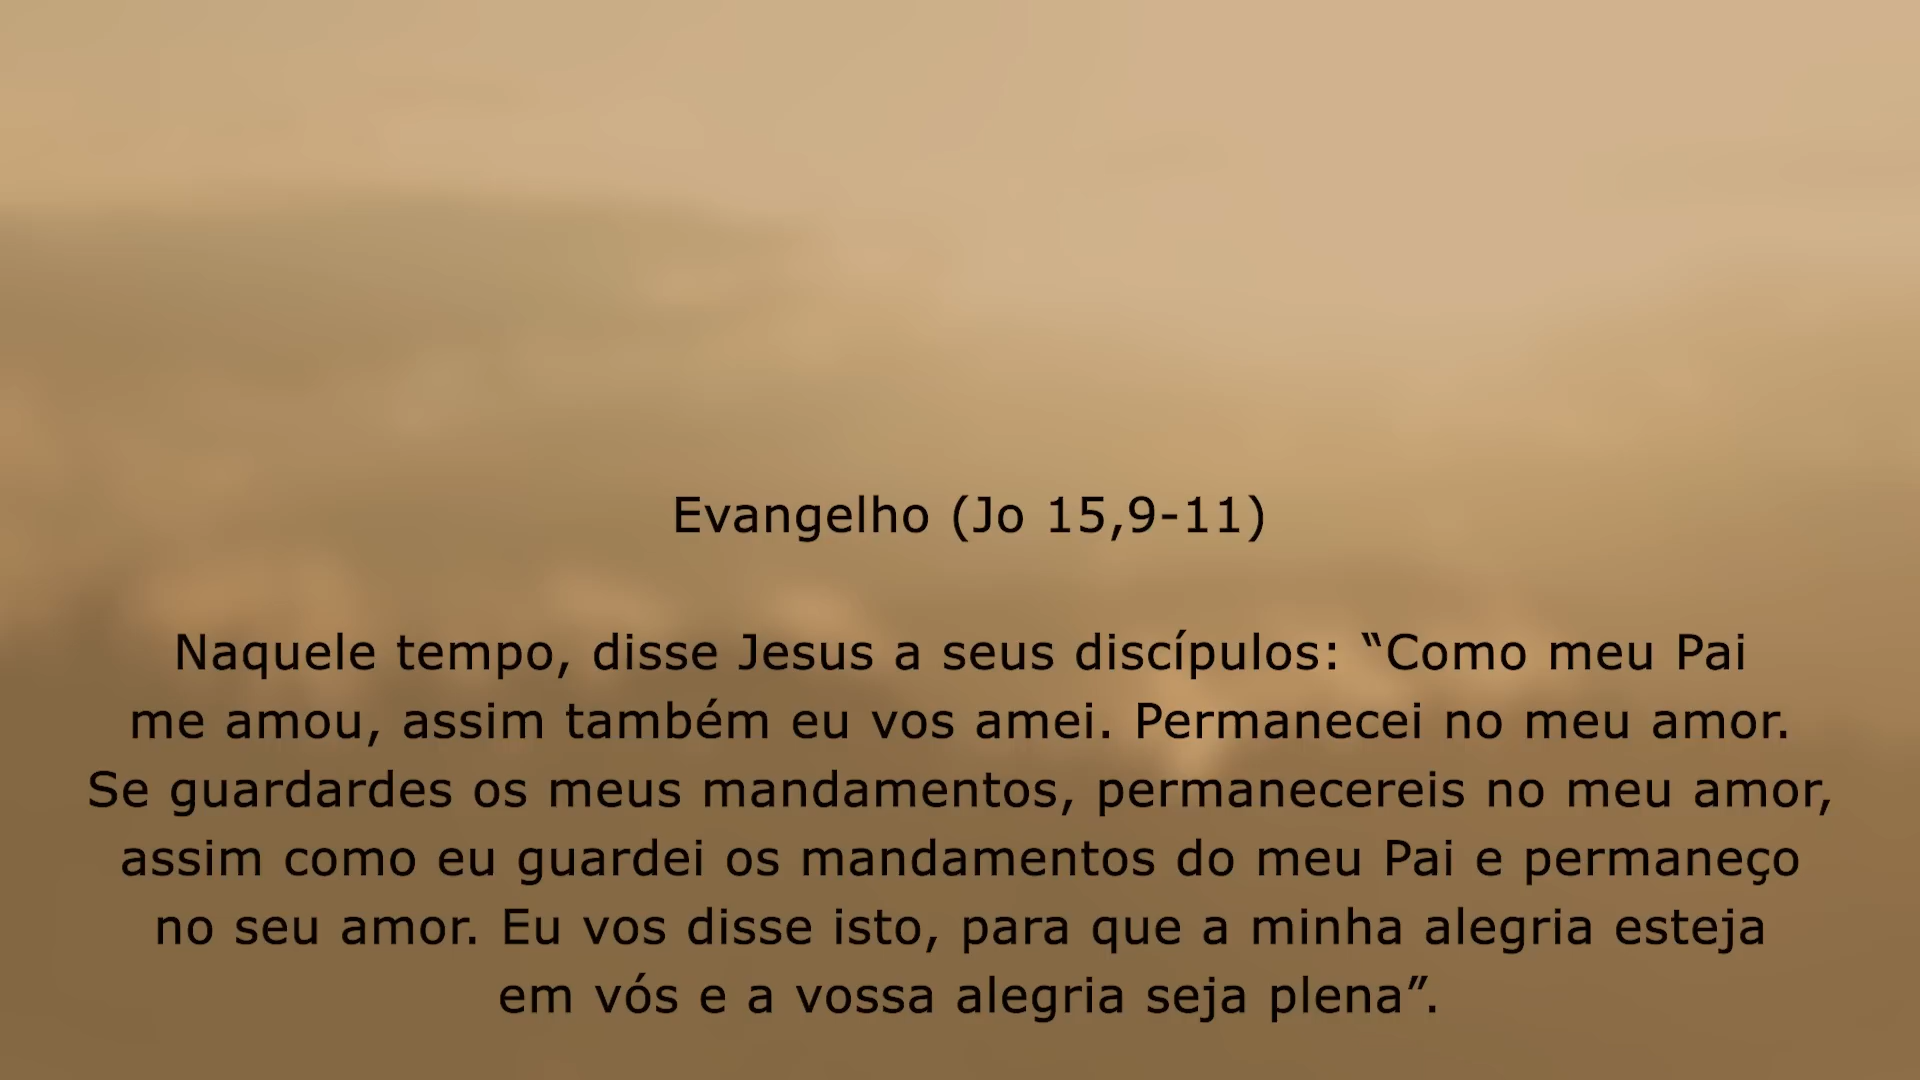 Evangelho (Jo 15,9-11)
Naquele tempo, disse Jesus a seus discípulos: “Como meu Pai
me amou, assim também eu vos amei. Permanecei no meu amor.
Se guardardes os meus mandamentos, permanecereis no meu amor,
assim como eu guardei os mandamentos do meu Pai e permaneço
no seu amor. Eu vos disse isto, para que a minha alegria esteja
em vós e a vossa alegria seja plena”.